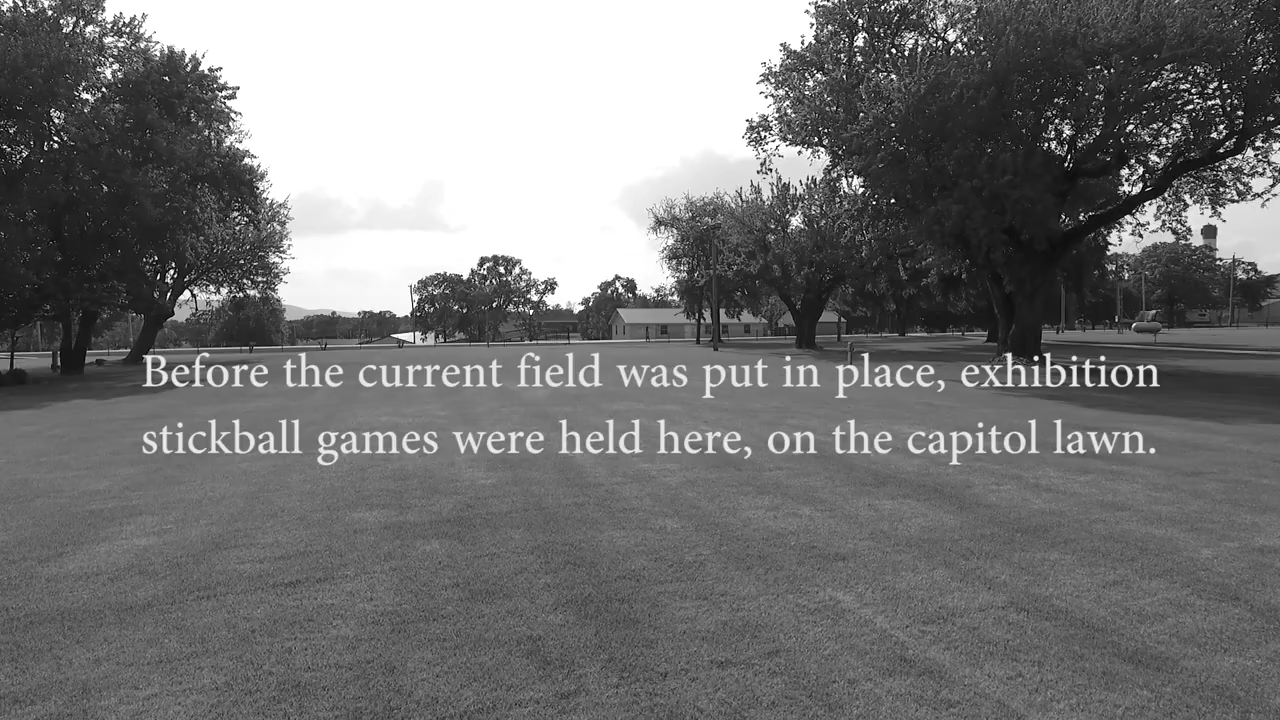 Before the current field was put in place, exhibition
stickball games were held here, on the capitol lawn.